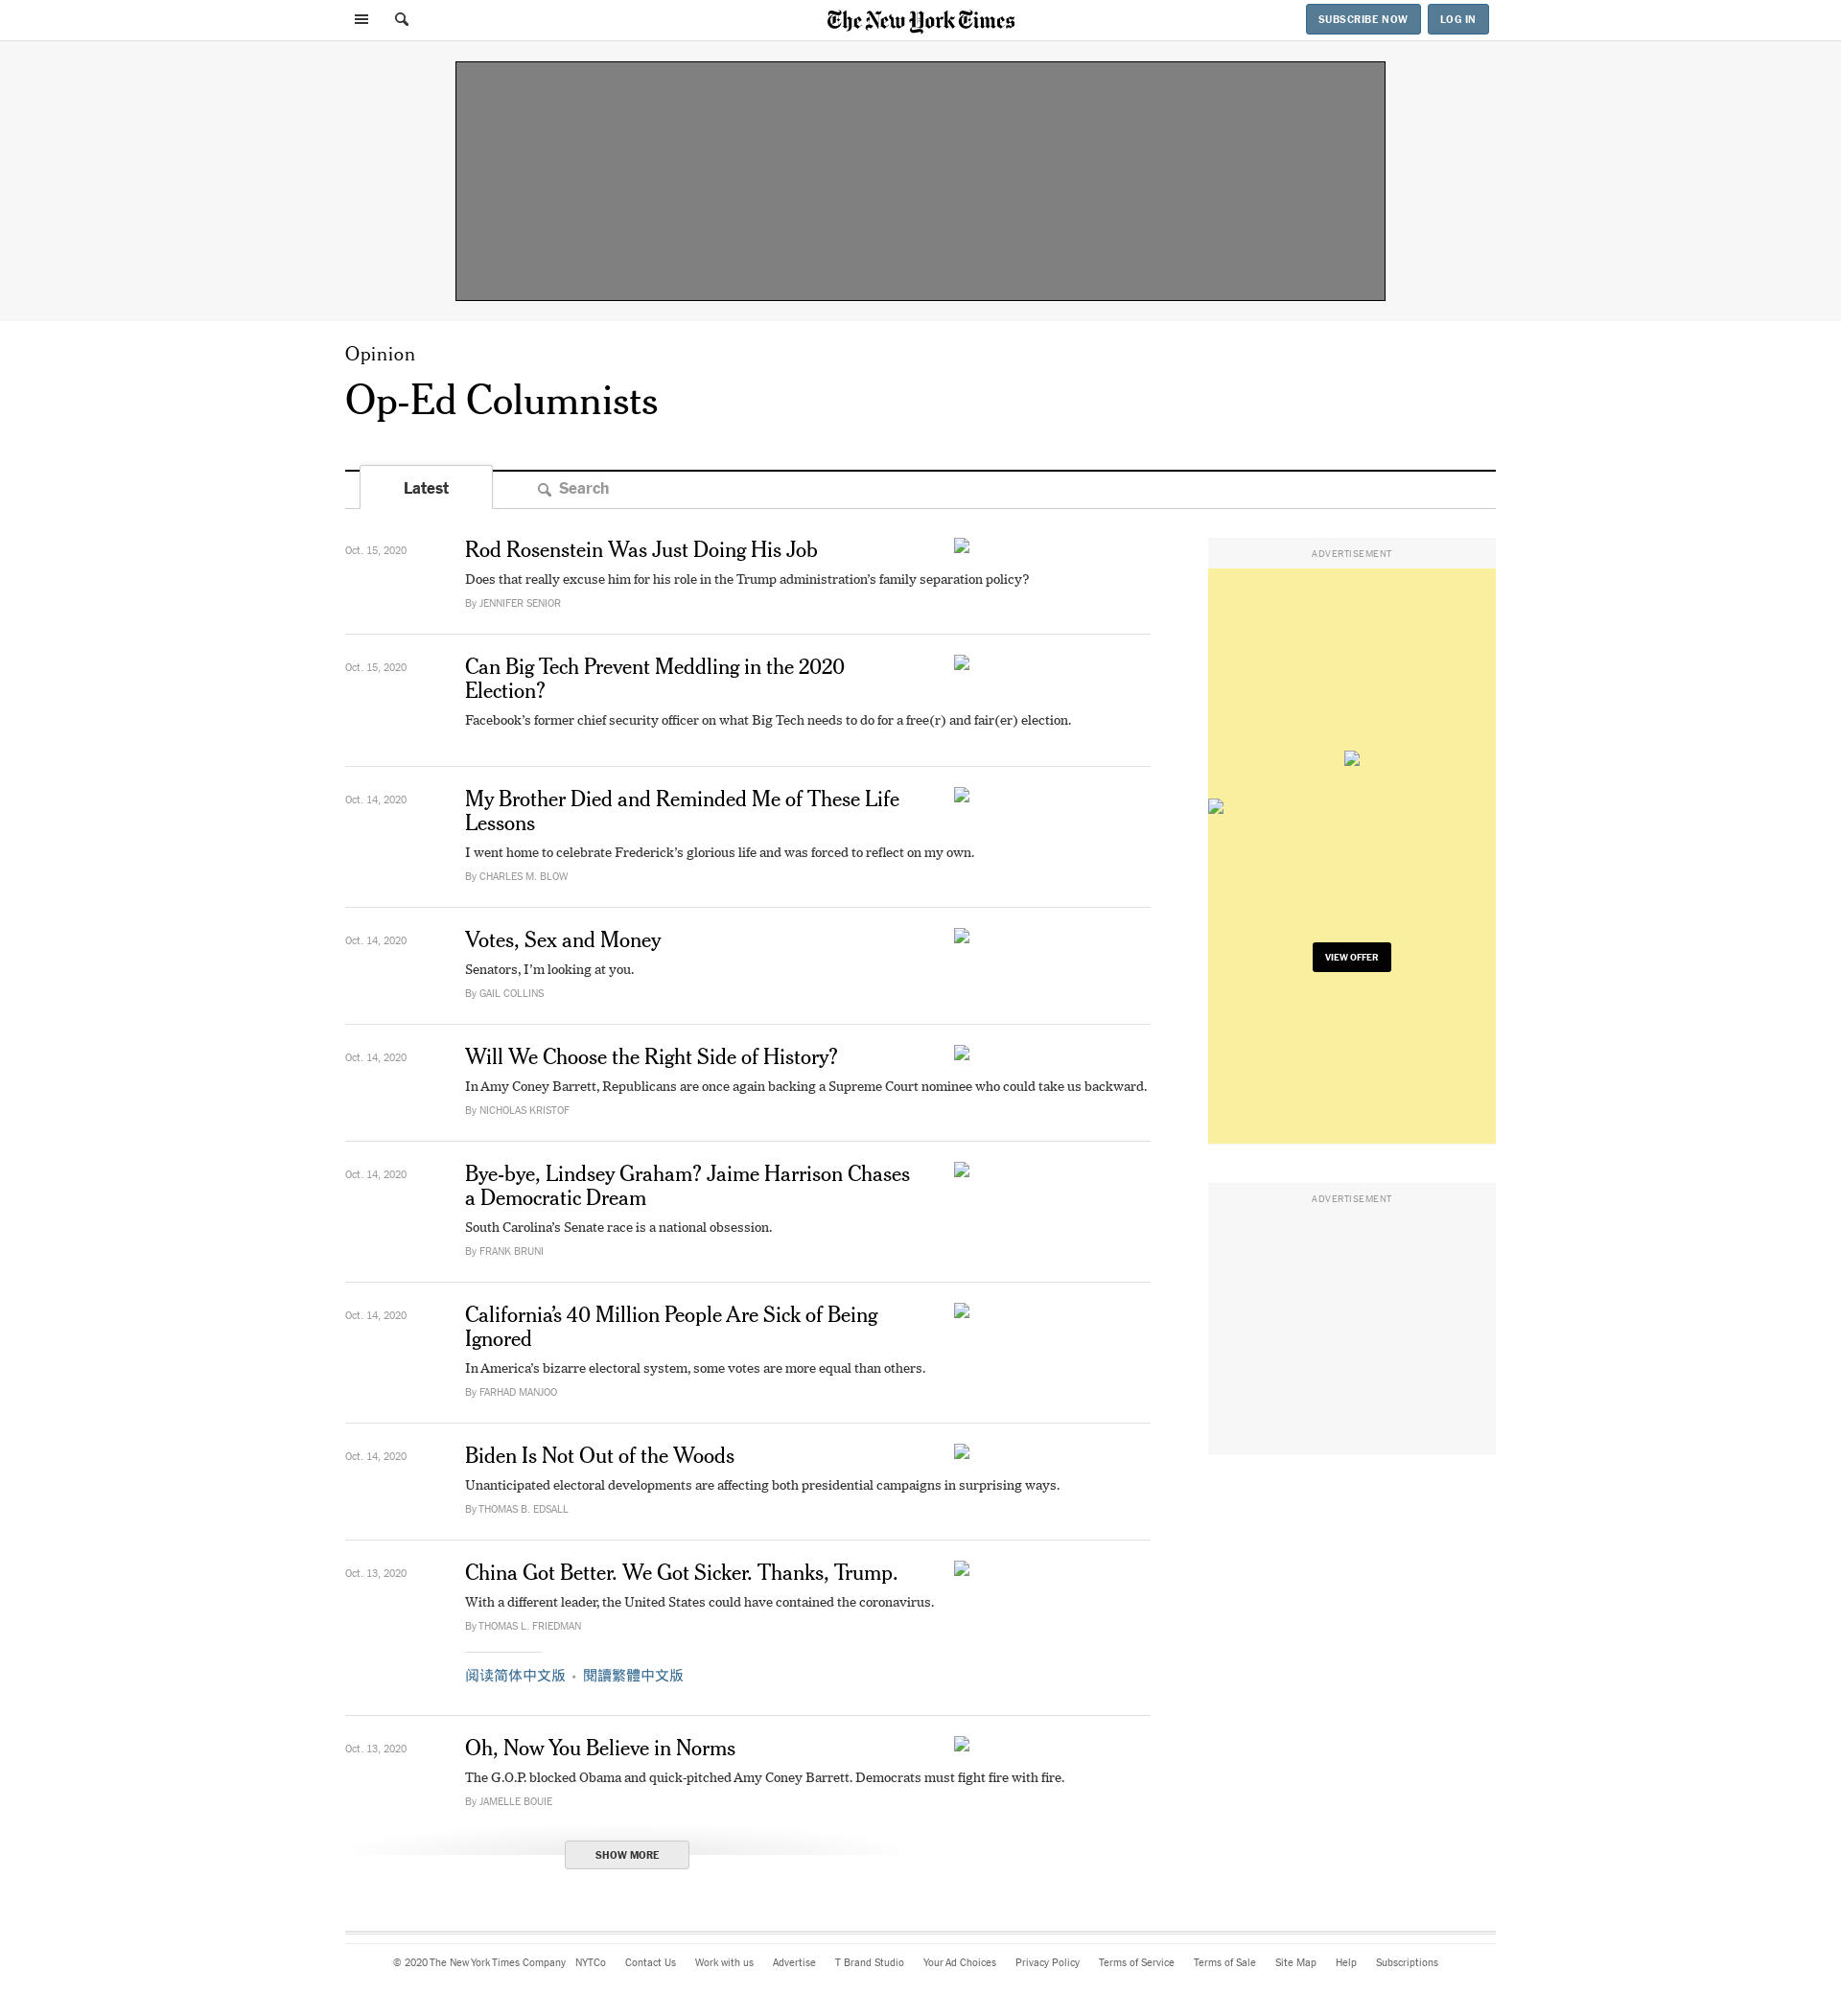 The New York Times
SUBSCRIBE NOW
LOG IN
Opinion
Op-Ed Columnists
Latest
Search
Oct. 15, 2020
Rod Rosenstein Was Just Doing His Job
Does that really excuse him for his role in the Trump administration’s family separation policy?
By JENNIFER SENIOR
Oct. 15, 2020
Can Big Tech Prevent Meddling in the 2020
Election?
Facebook’s former chief security officer on what Big Tech needs to do for a free(r) and fair(er) election.
Oct. 14, 2020
My Brother Died and Reminded Me of These Life
Lessons
I went home to celebrate Frederick’s glorious life and was forced to reflect on my own.
By CHARLES M. BLOW
Oct. 14, 2020
Votes, Sex and Money
Senators, I’m looking at you.
By GAIL COLLINS
Oct. 14, 2020
Will We Choose the Right Side of History?
In Amy Coney Barrett, Republicans are once again backing a Supreme Court nominee who could take us backward.
By NICHOLAS KRISTOF
Oct. 14, 2020
Bye-bye, Lindsey Graham? Jaime Harrison Chases
a Democratic Dream
South Carolina’s Senate race is a national obsession.
By FRANK BRUNI
Oct. 14, 2020
California’s 40 Million People Are Sick of Being
Ignored
In America’s bizarre electoral system, some votes are more equal than others.
By FARHAD MANJOO
Oct. 14, 2020
Biden Is Not Out of the Woods
Unanticipated electoral developments are affecting both presidential campaigns in surprising ways.
By THOMAS B. EDSALL
Oct. 13, 2020
China Got Better. We Got Sicker. Thanks, Trump.
With a different leader, the United States could have contained the coronavirus.
By THOMAS L. FRIEDMAN
阅读简体中文版 • 閱讀繁體中文版
Oct. 13, 2020
Oh, Now You Believe in Norms
The G.O.P. blocked Obama and quick-pitched Amy Coney Barrett. Democrats must fight fire with fire.
By JAMELLE BOUIE
SHOW MORE
ADVERTISEMENT
VIEW OFFER
ADVERTISEMENT
© 2020 The New York Times Company NYTCo Contact Us Work with us Advertise T Brand Studio Your Ad Choices Privacy Policy Terms of Service Terms of Sale Site Map Help Subscriptions